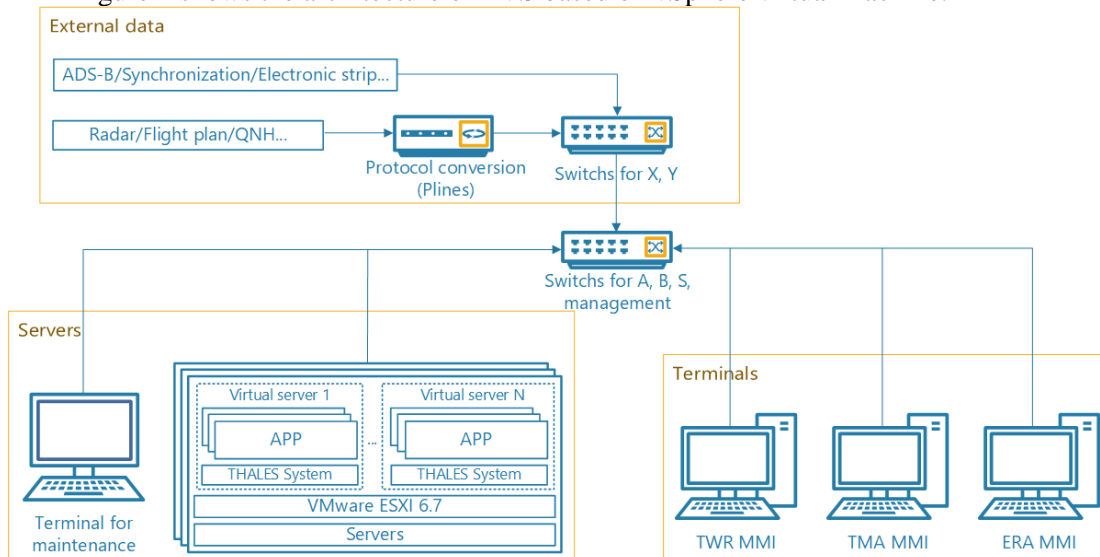 External data
ADS-B/Synchronization/Electronic strip...
Radar/Flight plan/QNH...
Protocol conversion
(Plines)
Switchs for X, Y
Switchs for A, B, S,
management
Servers
Virtual server 1
APP
THALES System
...
Virtual server N
APP
THALES System
VMware ESXI 6.7
Servers
Terminal for
maintenance
Terminals
TWR MMI
TMA MMI
ERA MMI